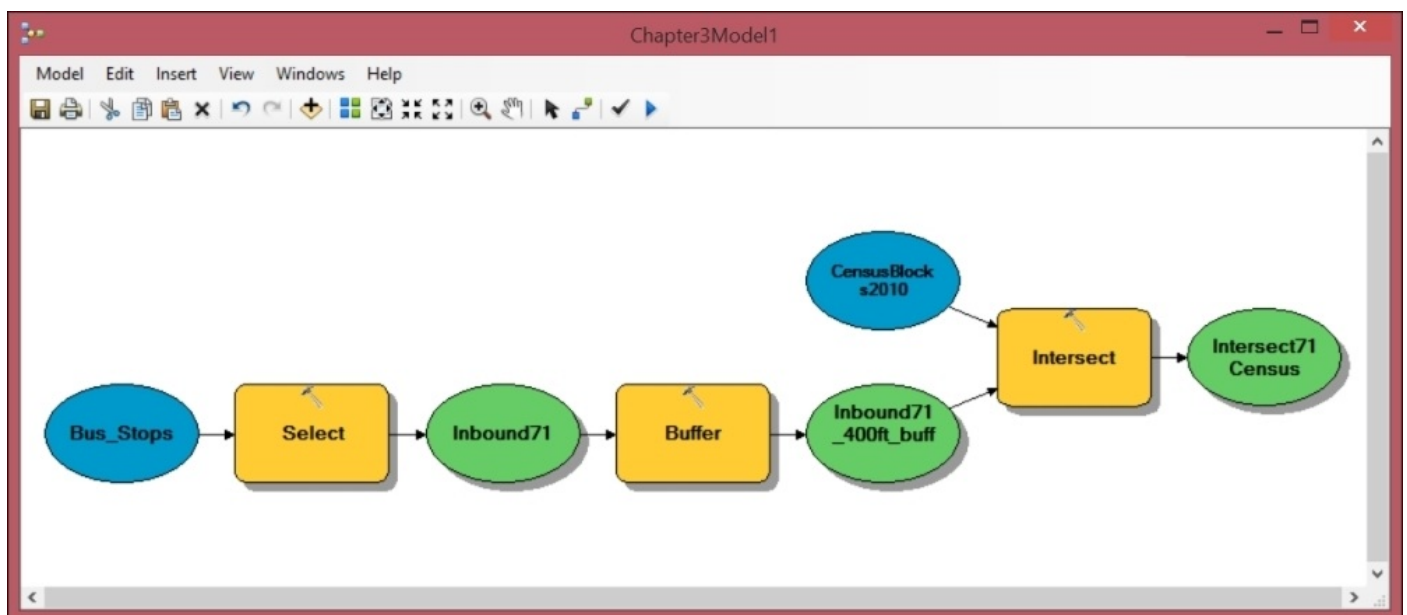 Chapter3Model1
Model Edit Insert View Windows Help
CensusBlock
s2010
Intersect
Intersect71
Census
Bus_Stops
Select
Inbound71
Buffer
Inbound71
_400ft_buff